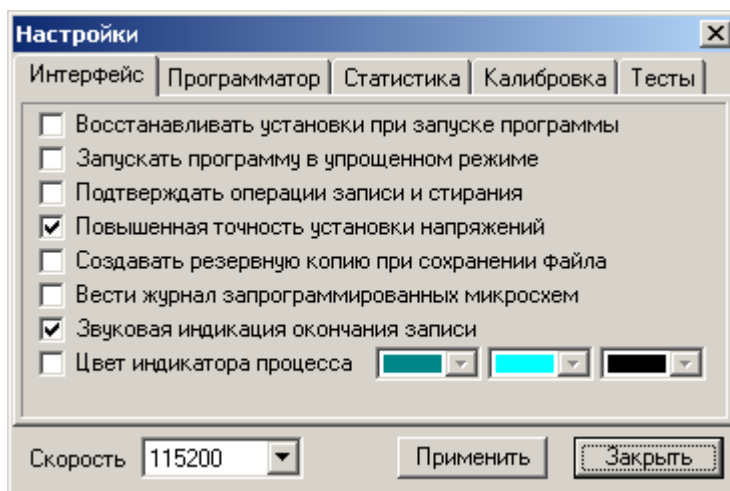 Настройки
Интерфейс Программатор Статистика Калибровка Тесты
Восстанавливать установки при запуске программы
Запускать программу в упрощенном режиме
Подтверждать операции записи и стирания
Повышенная точность установки напряжений
Создавать резервную копию при сохранении файла
Вести журнал запрограммированных микросхем
Звуковая индикация окончания записи
Цвет индикатора процесса
Скорость 115200 Применить Закрыть